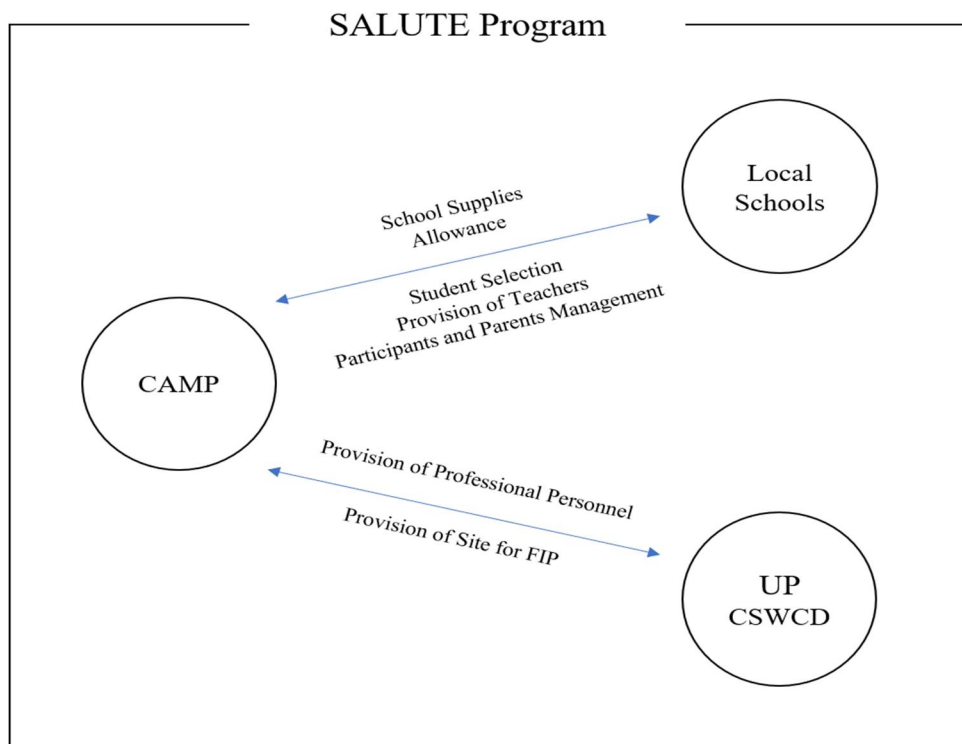 SALUTE Program
Local
Schools
School Supplies
Allowance
Student Selection
Provision of Teachers
Participants and Parents Management
CAMP
Provision of Professional Personnel
Provision of Site for FIP
UP
CSWCD